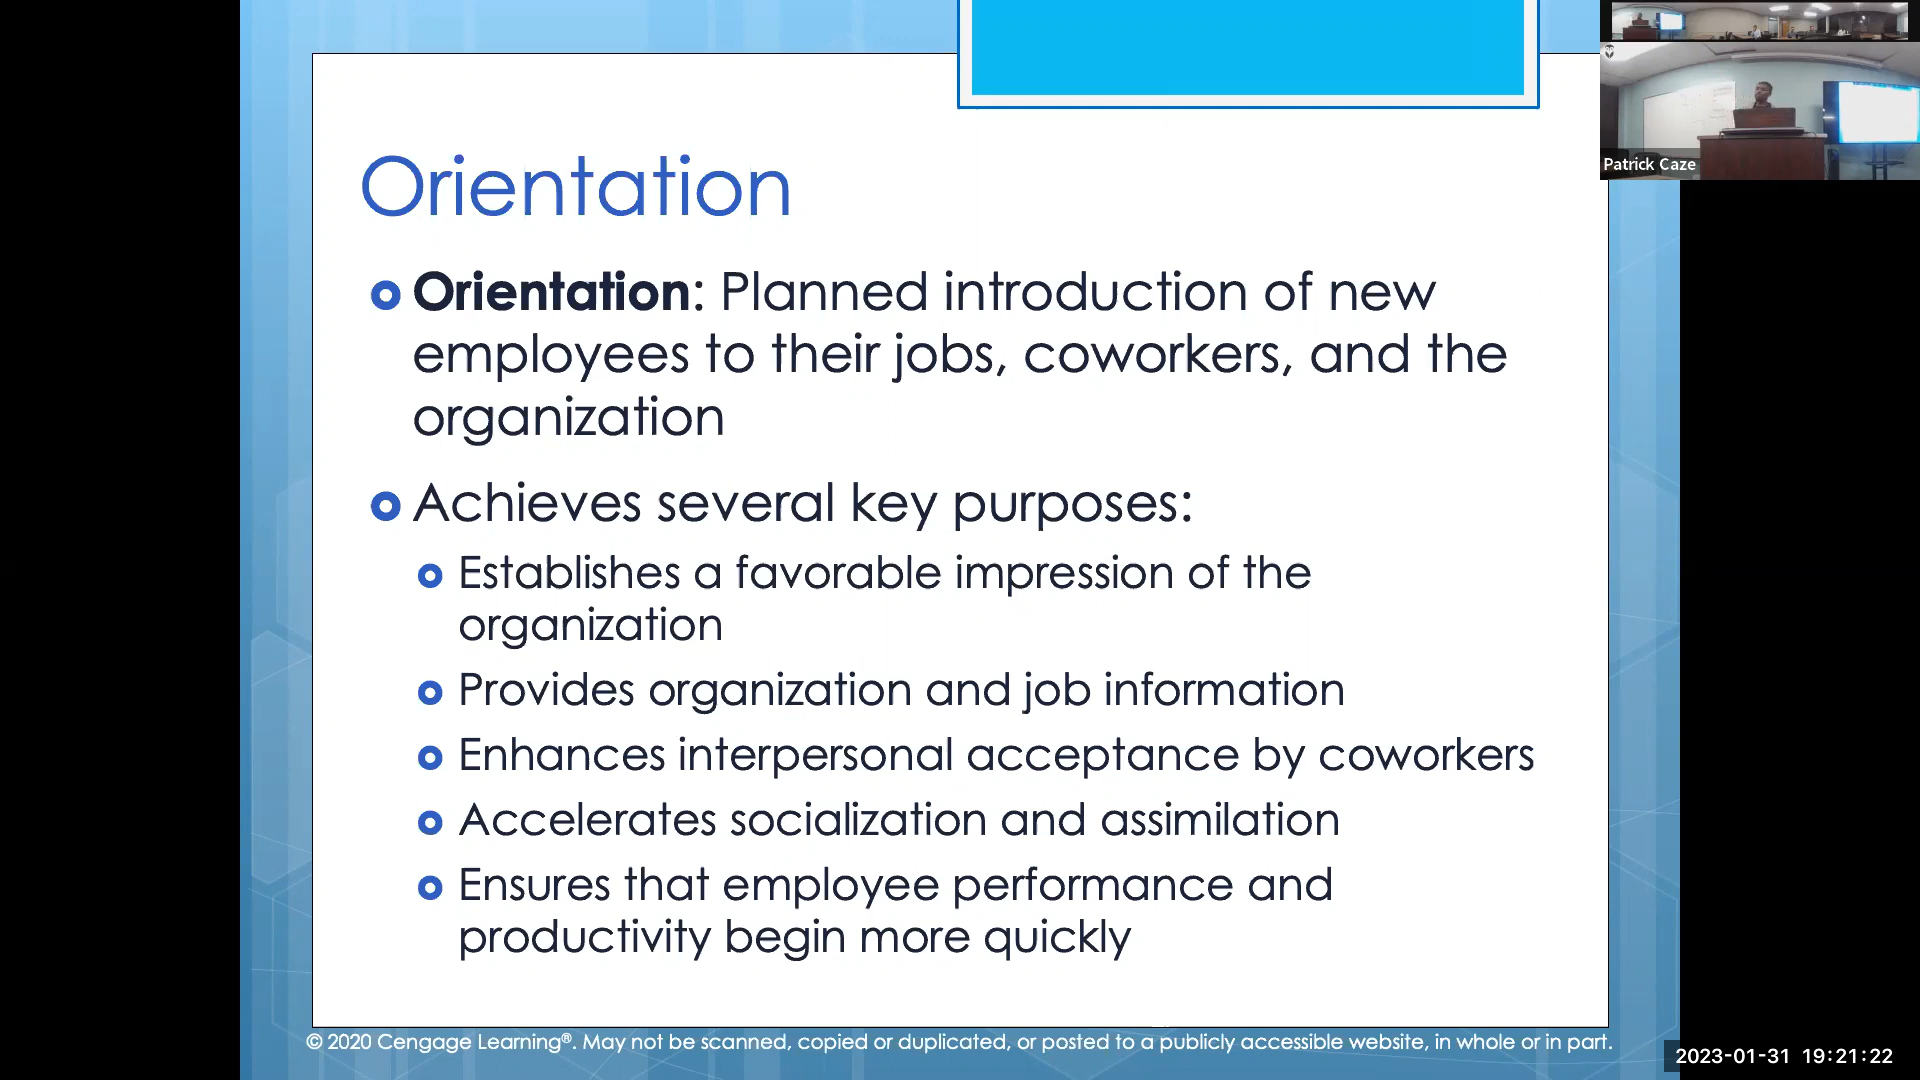 Orientation
Orientation: Planned introduction of new
employees to their jobs, coworkers, and the
organization
Achieves several key purposes:
Establishes a favorable impression of the
organization
Provides organization and job information
Enhances interpersonal acceptance by coworkers
Accelerates socialization and assimilation
Ensures that employee performance and
productivity begin more quickly
© 2020 Cengage Learning®. May not be scanned, copied or duplicated, or posted to a publicly accessible website, in whole or in part.
Patrick Caze
2023-01-31 19:21:22